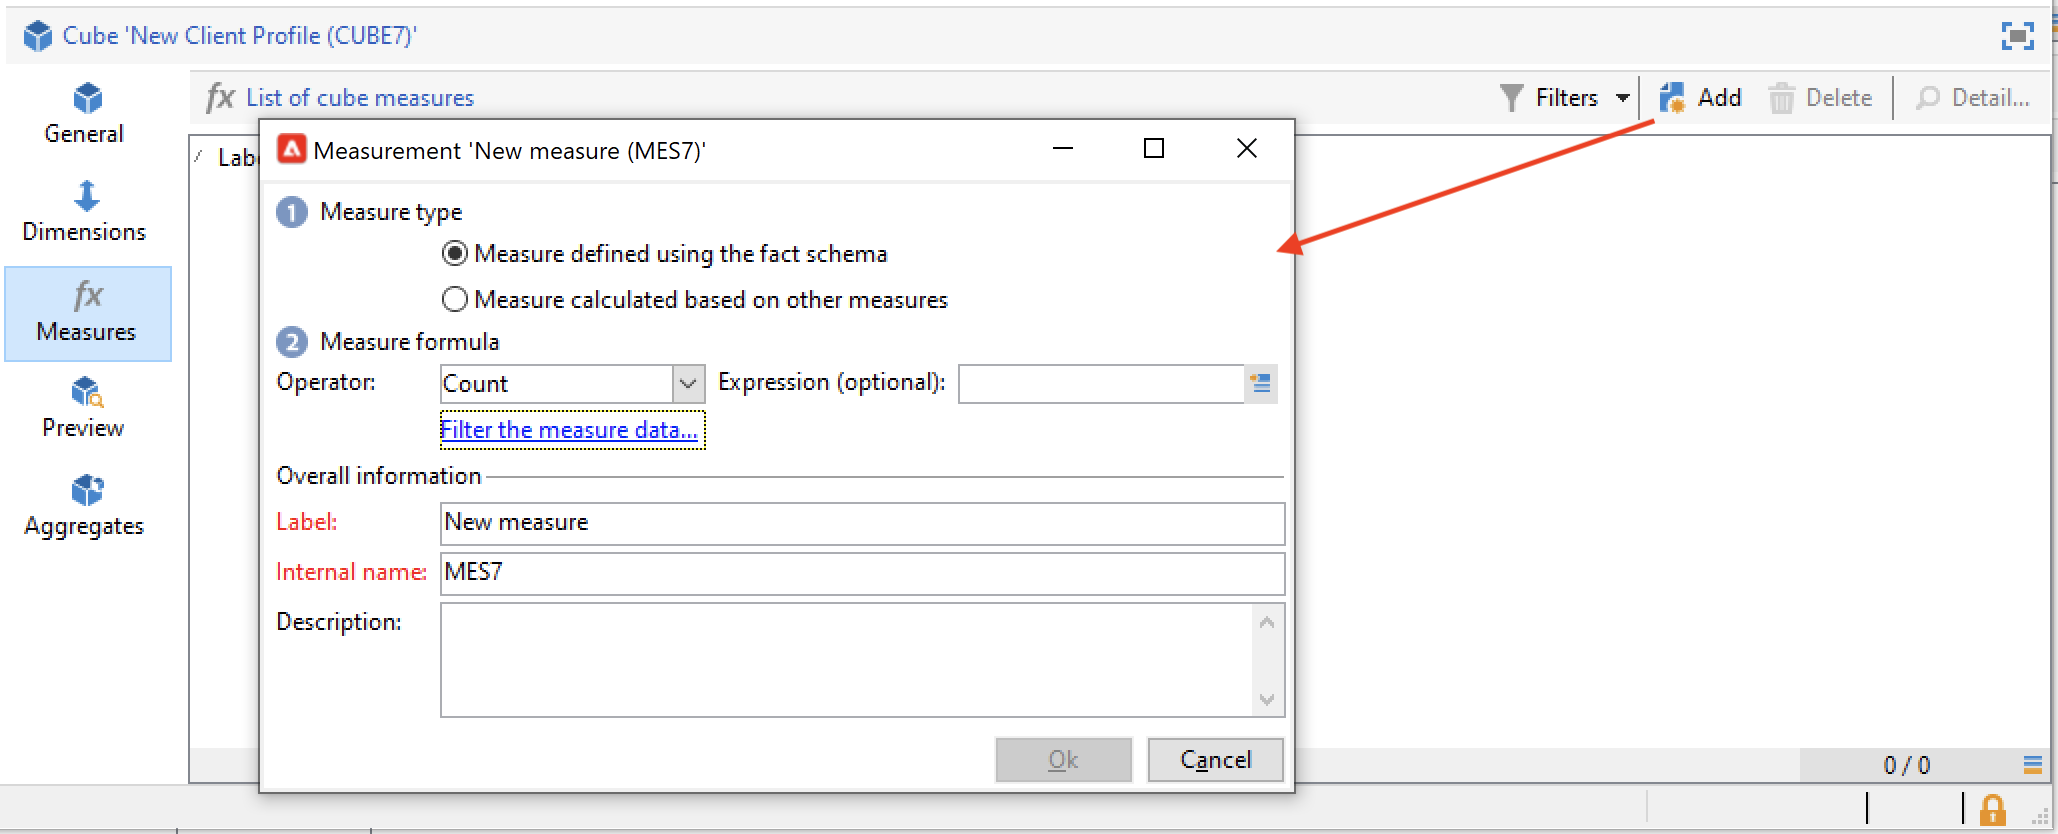 Cube 'New Client Profile (CUBE7)'
General
Dimensions
fx
Measures
Preview
Aggregates
fx List of cube measures
Filters
Add
Delete
Detail...
Measurement 'New measure (MES7)'
1 Measure type
Measure defined using the fact schema
Measure calculated based on other measures
2 Measure formula
Operator: Count Expression (optional):
Filter the measure data...
Overall information
Label: New measure
Internal name: MES7
Description:
Ok Cancel
0 / 0